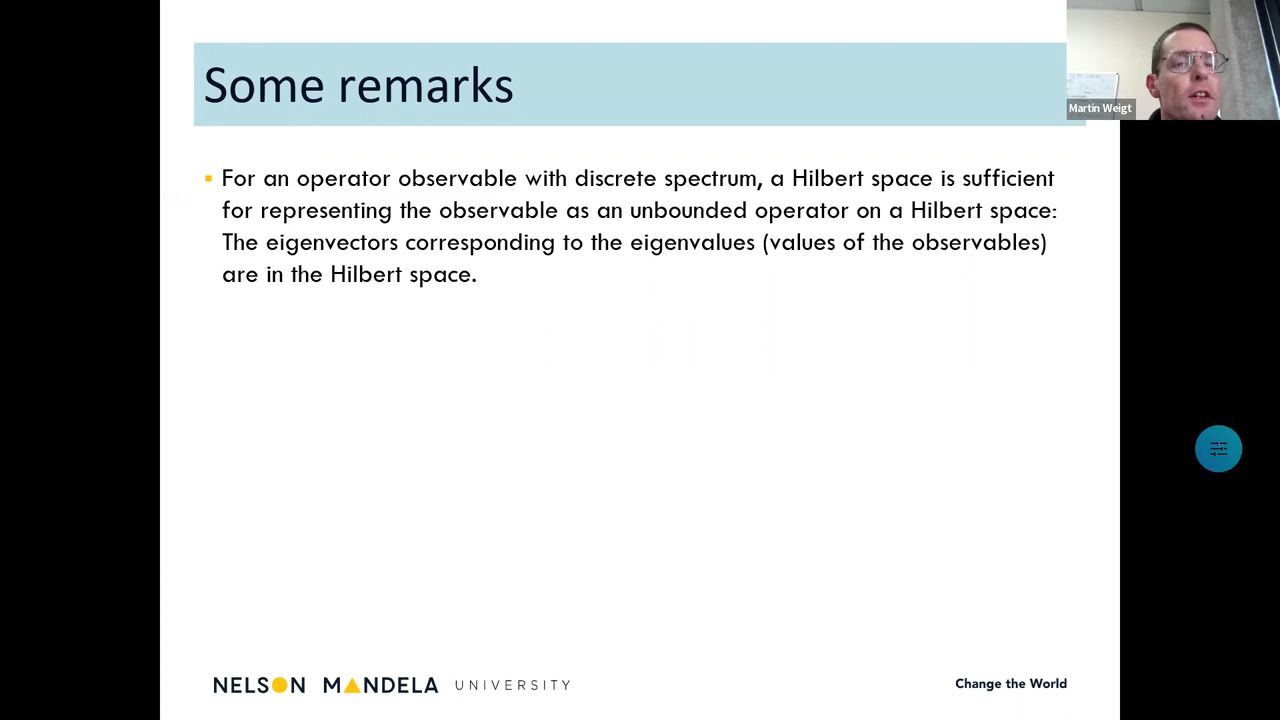 Some remarks
Martin Weigt
For an operator observable with discrete spectrum, a Hilbert space is sufficient
for representing the observable as an unbounded operator on a Hilbert space:
The eigenvectors corresponding to the eigenvalues (values of the observables)
are in the Hilbert space.
NELSON MANDELA UNIVERSITY
Change the World